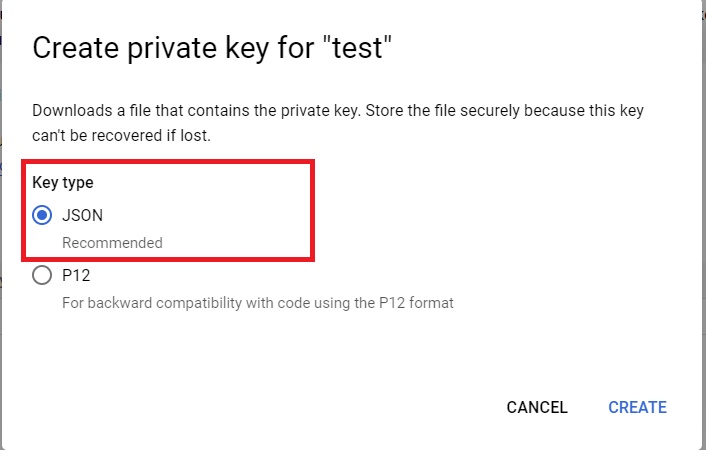 Create private key for "test"
Downloads a file that contains the private key. Store the file securely because this key
can't be recovered if lost.
Key type
JSON
Recommended
P12
For backward compatibility with code using the P12 format
CANCEL
CREATE